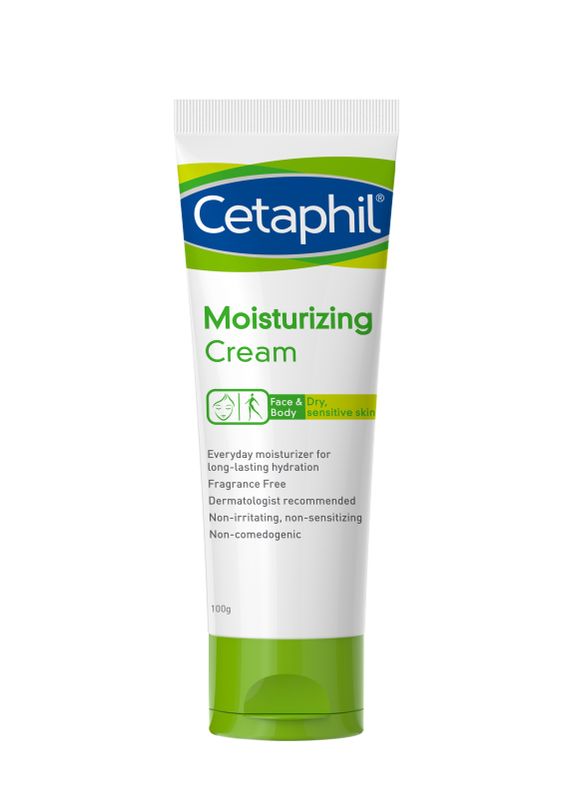 Cetaphil®
Moisturizing
Cream
Face & Dry,
Body sensitive skin
Everyday moisturizer for
long-lasting hydration
Fragrance Free
Dermatologist recommended
Non-irritating, non-sensitizing
Non-comedogenic
100g